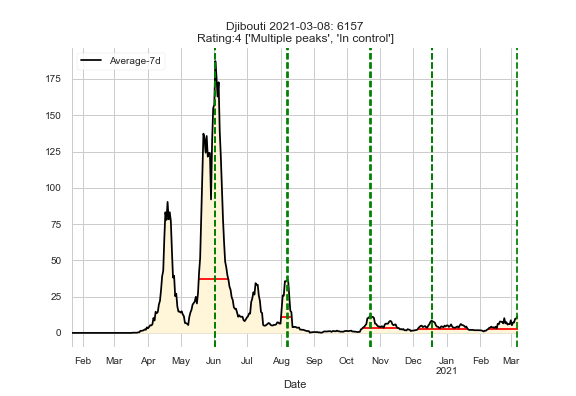 Djibouti 2021-03-08: 6157
Rating:4 ['Multiple peaks', 'In control']
Average-7d
175
150
125
100
75
50
25
0
Feb Mar Apr May Jun Jul Aug Sep Oct Nov Dec Jan Feb Mar
2021
Date